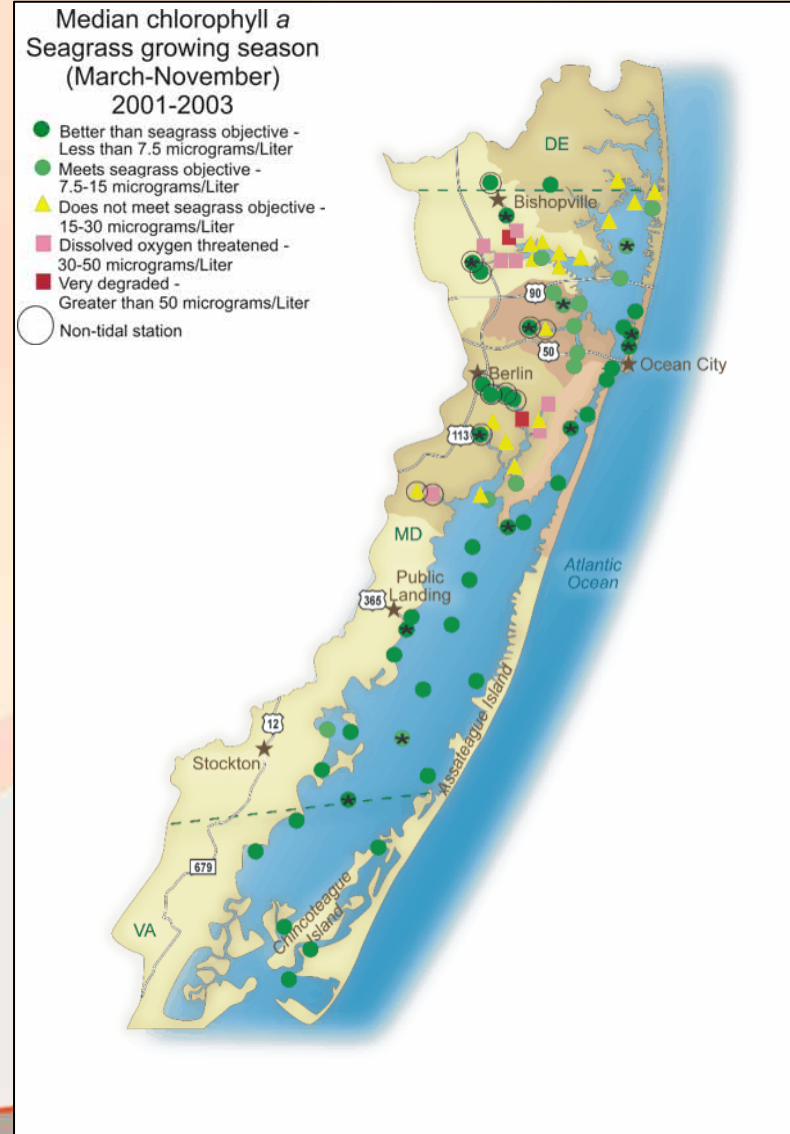 Median chlorophyll a
Seagrass growing season
(March-November)
2001-2003
Better than seagrass objective -
Less than 7.5 micrograms/Liter
Meets seagrass objective -
7.5-15 micrograms/Liter
Does not meet seagrass objective -
15-30 micrograms/Liter
Dissolved oxygen threatened -
30-50 micrograms/Liter
Very degraded -
Greater than 50 micrograms/Liter
Non-tidal station
DE
Bishopville
90
50
Ocean City
Berlin
113
MD
Atlantic
Ocean
Public
Landing
365
Assateague Island
12
Stockton
679
Chincoteague
Island
VA